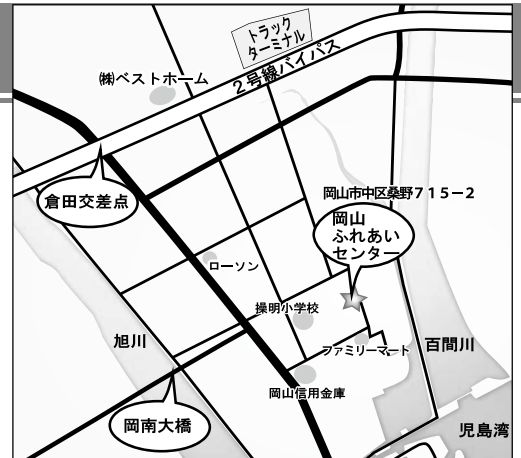 トラック
ターミナル
㈱ベストホーム
２号線バイパス
倉田交差点
岡山市中区桑野７１５－２
岡山
ふれあい
センター
ローソン
操明小学校
旭川
ファミリーマート
百間川
岡山信用金庫
岡南大橋
児島湾